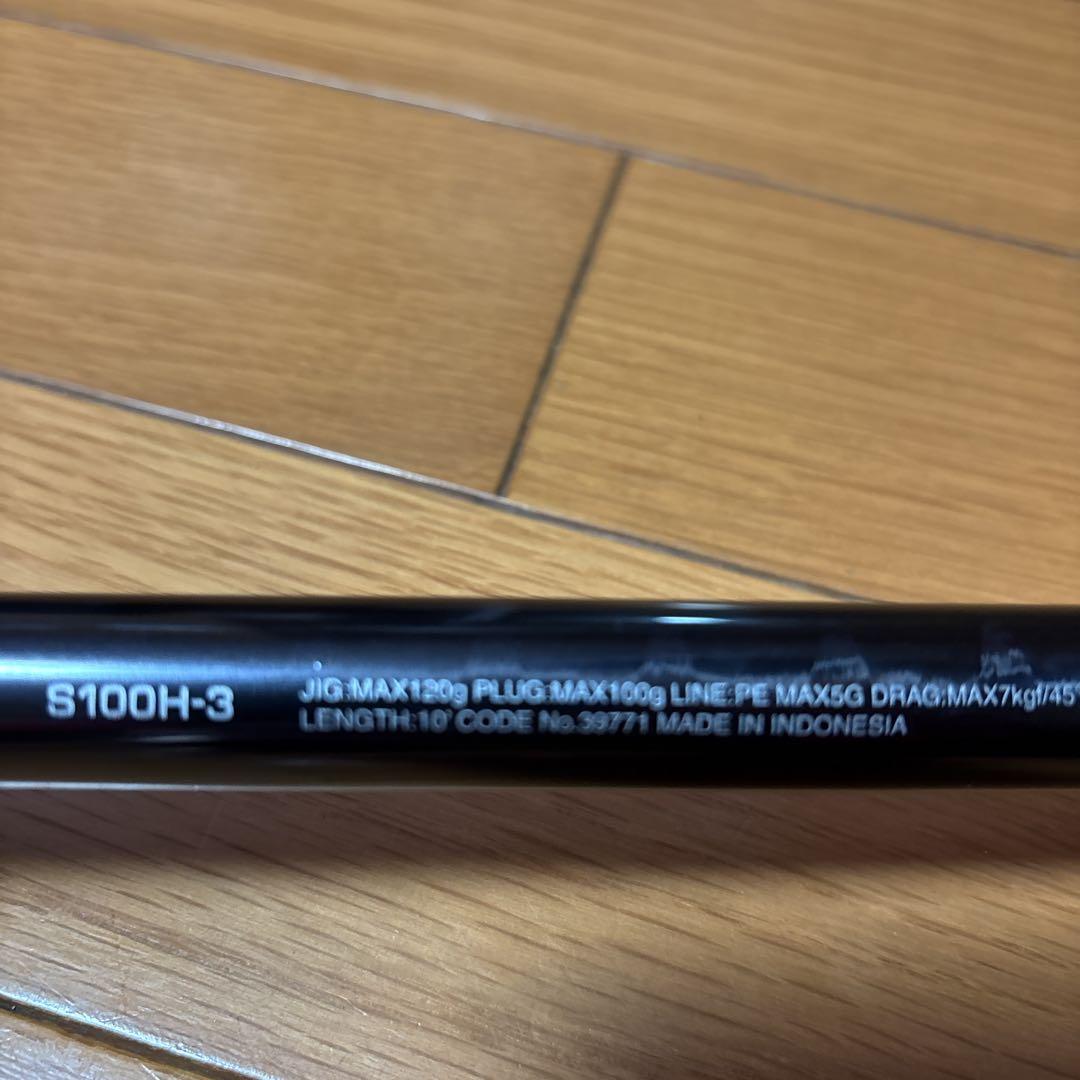 S100H-3
JIG:MAX120g PLUG:MAX100g LINE:PE MAX5G DRAG:MAX7kgf/45°
LENGTH:10' CODE No.39771 MADE IN INDONESIA